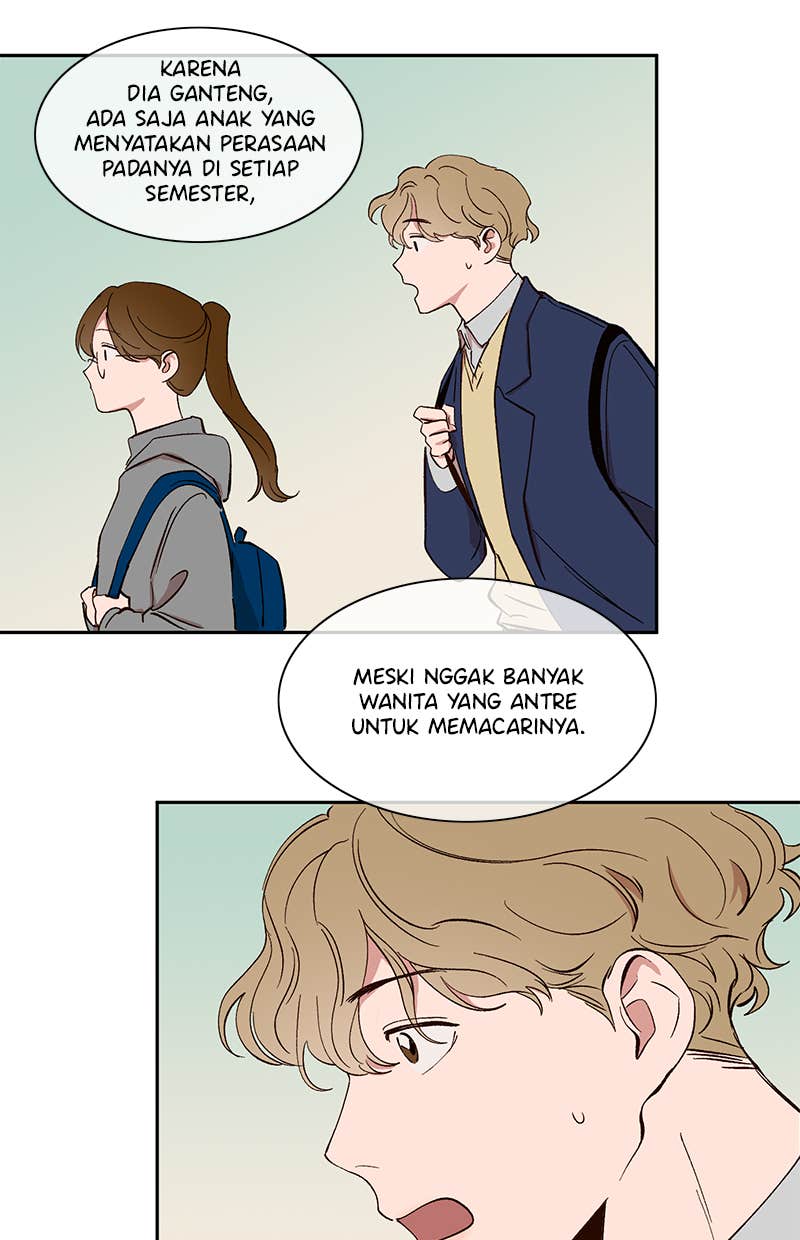 KARENA
DIA GANTENG,
ADA SAJA ANAK YANG
MENYATAKAN PERASAAN
PADANYA DI SETIAP
SEMESTER,
MESKI NGGAK BANYAK
WANITA YANG ANTRE
UNTUK MEMACARINYA.